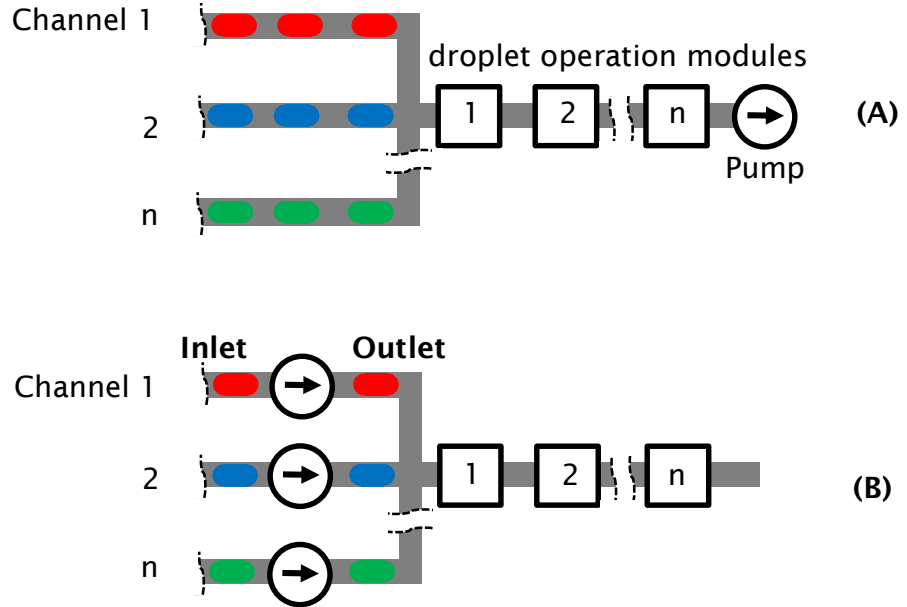 Channel 1
droplet operation modules
1 2 n
2
(A)
Pump
n
Inlet Outlet
Channel 1
1 2 n
2
(B)
n